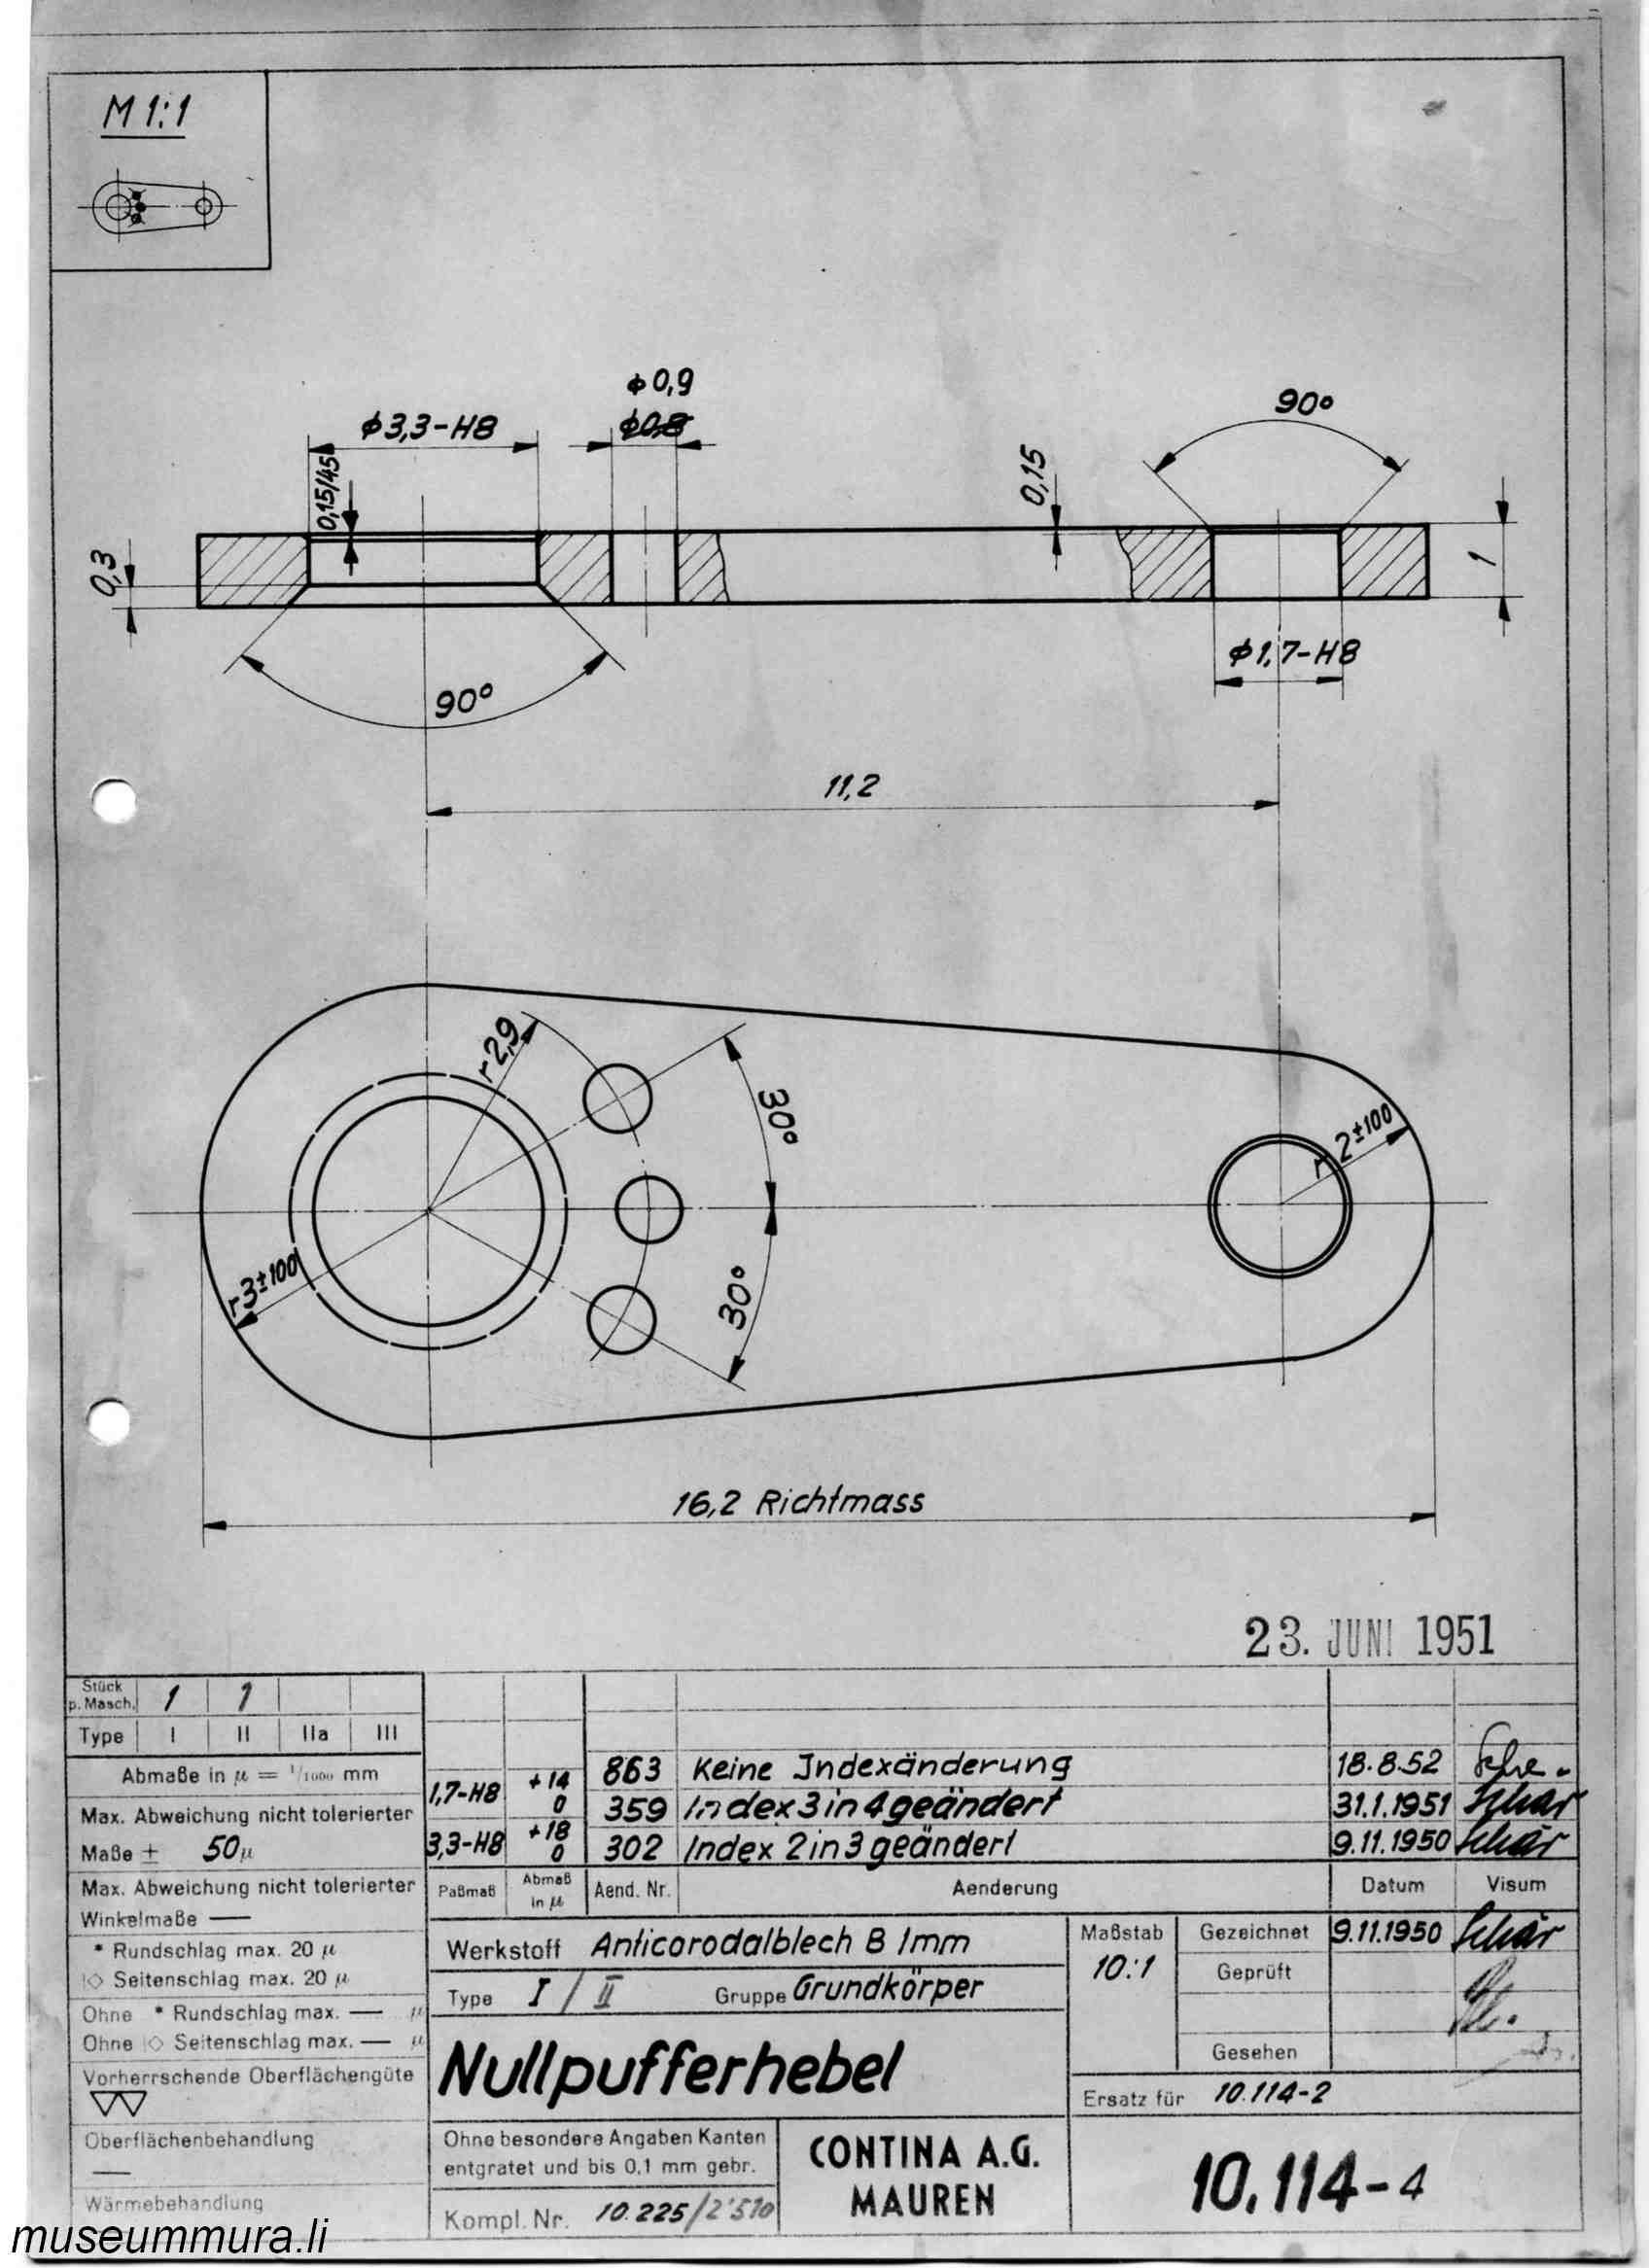 M 1:1
ϕ0,9
ϕ0,8
ϕ3,3-H8
90°
0,15/45
0,15
0,3
1
ϕ1,7-H8
90°
11,2
r2,9
30°
r2±100
r3±100
30°
16,2 Richtmass
23. JUNI 1951
Stück
p. Masch. 1 1
Type I II IIa III
Abmaße in µ = 1/1000 mm
Max. Abweichung nicht tolerierter
Maße ± 50µ
Max. Abweichung nicht tolerierter
Winkelmaße —
* Rundschlag max. 20 µ
◇ Seitenschlag max. 20 µ
Ohne * Rundschlag max. — µ
Ohne ◇ Seitenschlag max. — µ
Vorherrschende Oberflächengüte
▽▽
Oberflächenbehandlung
—
Wärmebehandlung
1,7-H8 +14 0
3,3-H8 +18 0
Paßmaß Abmaß in µ
863 Keine Indexänderung 18.8.52
359 Index 3 in 4 geändert 31.1.1951 Schär
302 Index 2 in 3 geändert 9.11.1950 Schär
Aend. Nr. Aenderung Datum Visum
Werkstoff Anticorodalblech B 1mm
Type I / II Gruppe Grundkörper
Nullpufferhebel
Maßstab
10:1
Gezeichnet 9.11.1950 Schär
Geprüft
Gesehen
Ersatz für 10.114-2
Ohne besondere Angaben Kanten
entgratet und bis 0,1 mm gebr.
Kompl. Nr. 10.225/2'510
CONTINA A.G.
MAUREN
10.114-4
museummura.li